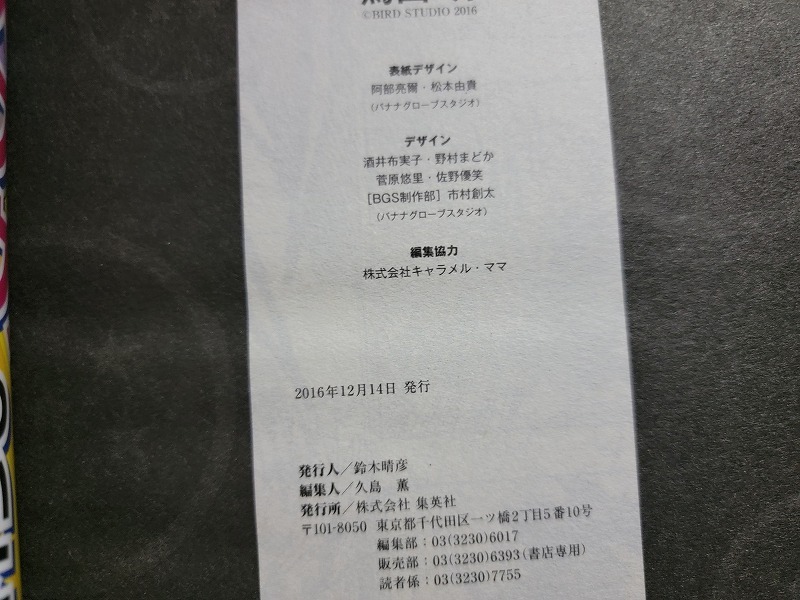 ©BIRD STUDIO 2016
表紙デザイン
阿部亮爾・松本由貴
(バナナグローブスタジオ)
デザイン
酒井布実子・野村まどか
菅原悠里・佐野優笑
[BGS制作部] 市村創太
(バナナグローブスタジオ)
編集協力
株式会社キャラメル・ママ
2016年12月14日 発行
発行人／鈴木晴彦
編集人／久島 薫
発行所／株式会社 集英社
〒101-8050 東京都千代田区一ツ橋2丁目5番10号
編集部：03(3230)6017
販売部：03(3230)6393(書店専用)
読者係：03(3230)7755